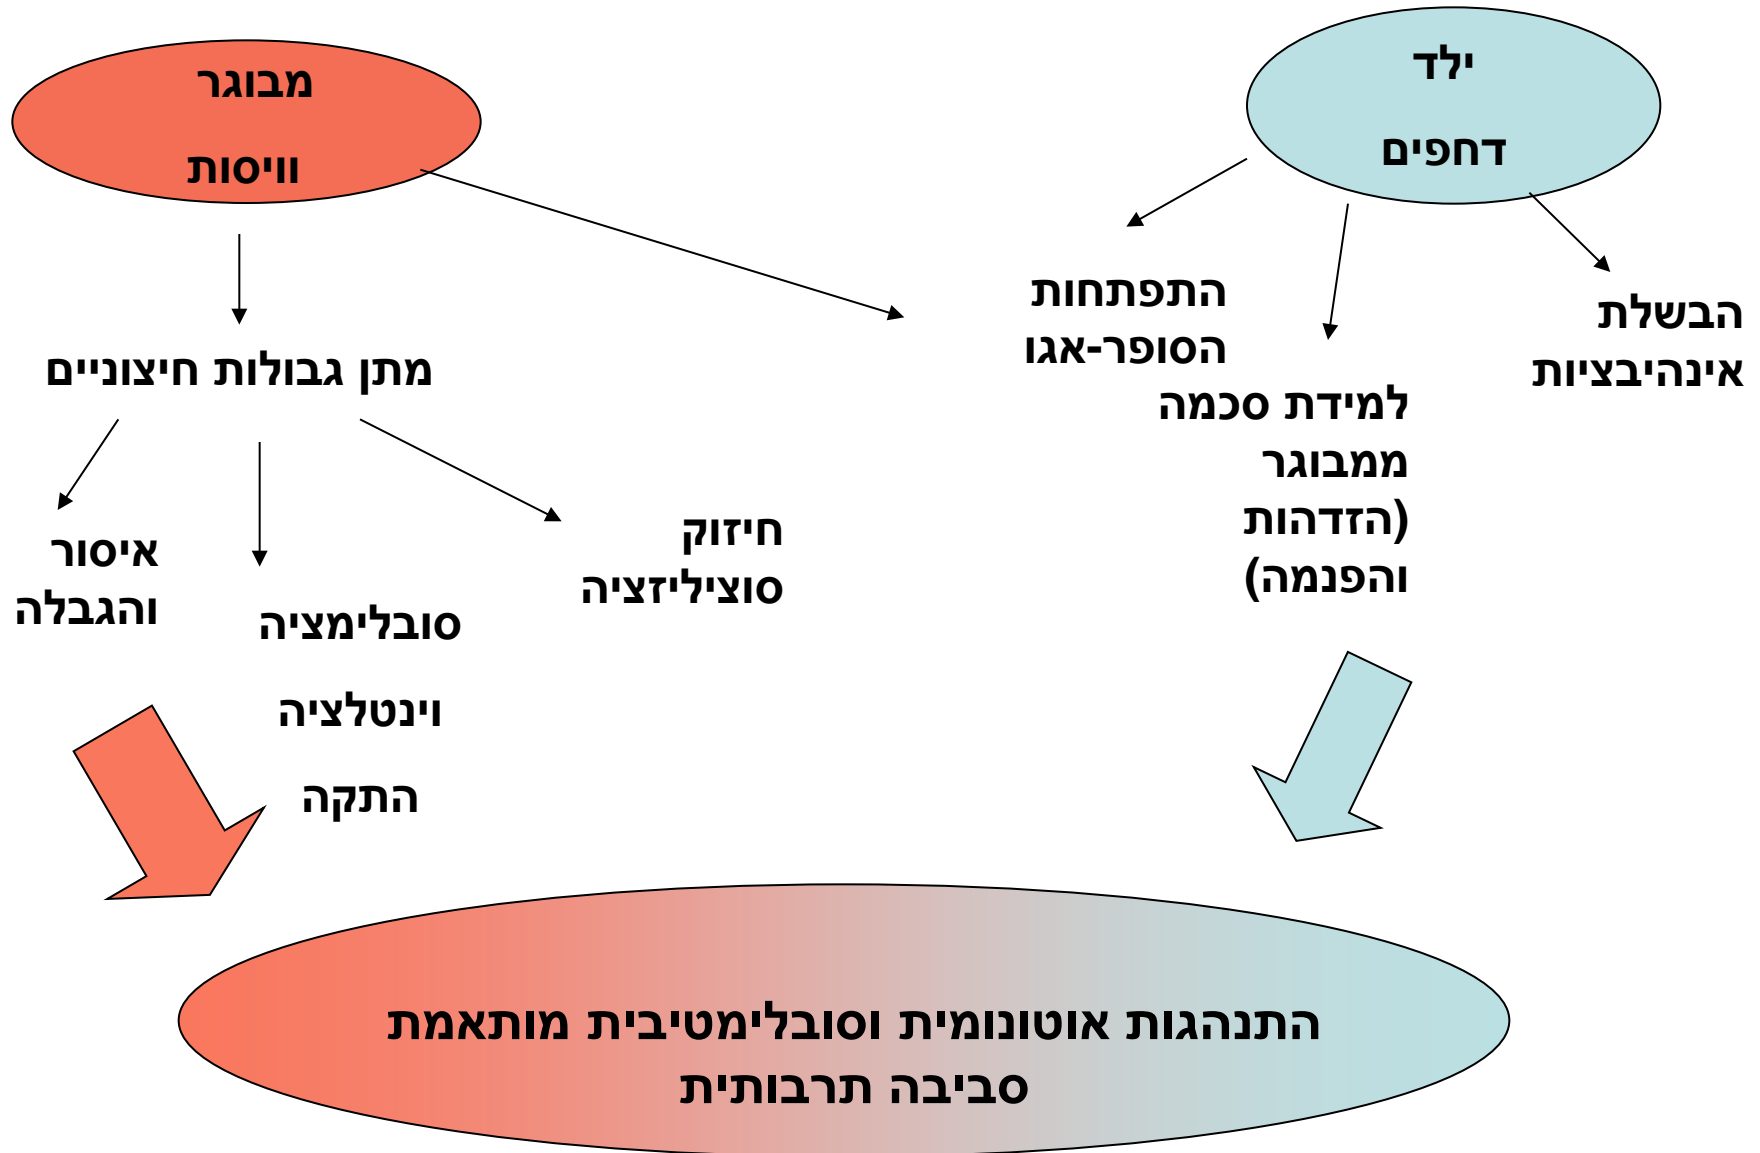 ילד
דחפים
מבוגר
וויסות
התפתחות
הסופר-אגו
הבשלת
אינהיבציות
למידת סכמה
ממבוגר
(הזדהות
והפנמה)
מתן גבולות חיצוניים
חיזוק
סוציליזציה
סובלימציה
וינטלציה
התקה
איסור
והגבלה
התנהגות אוטונומית וסובלימטיבית מותאמת
סביבה תרבותית